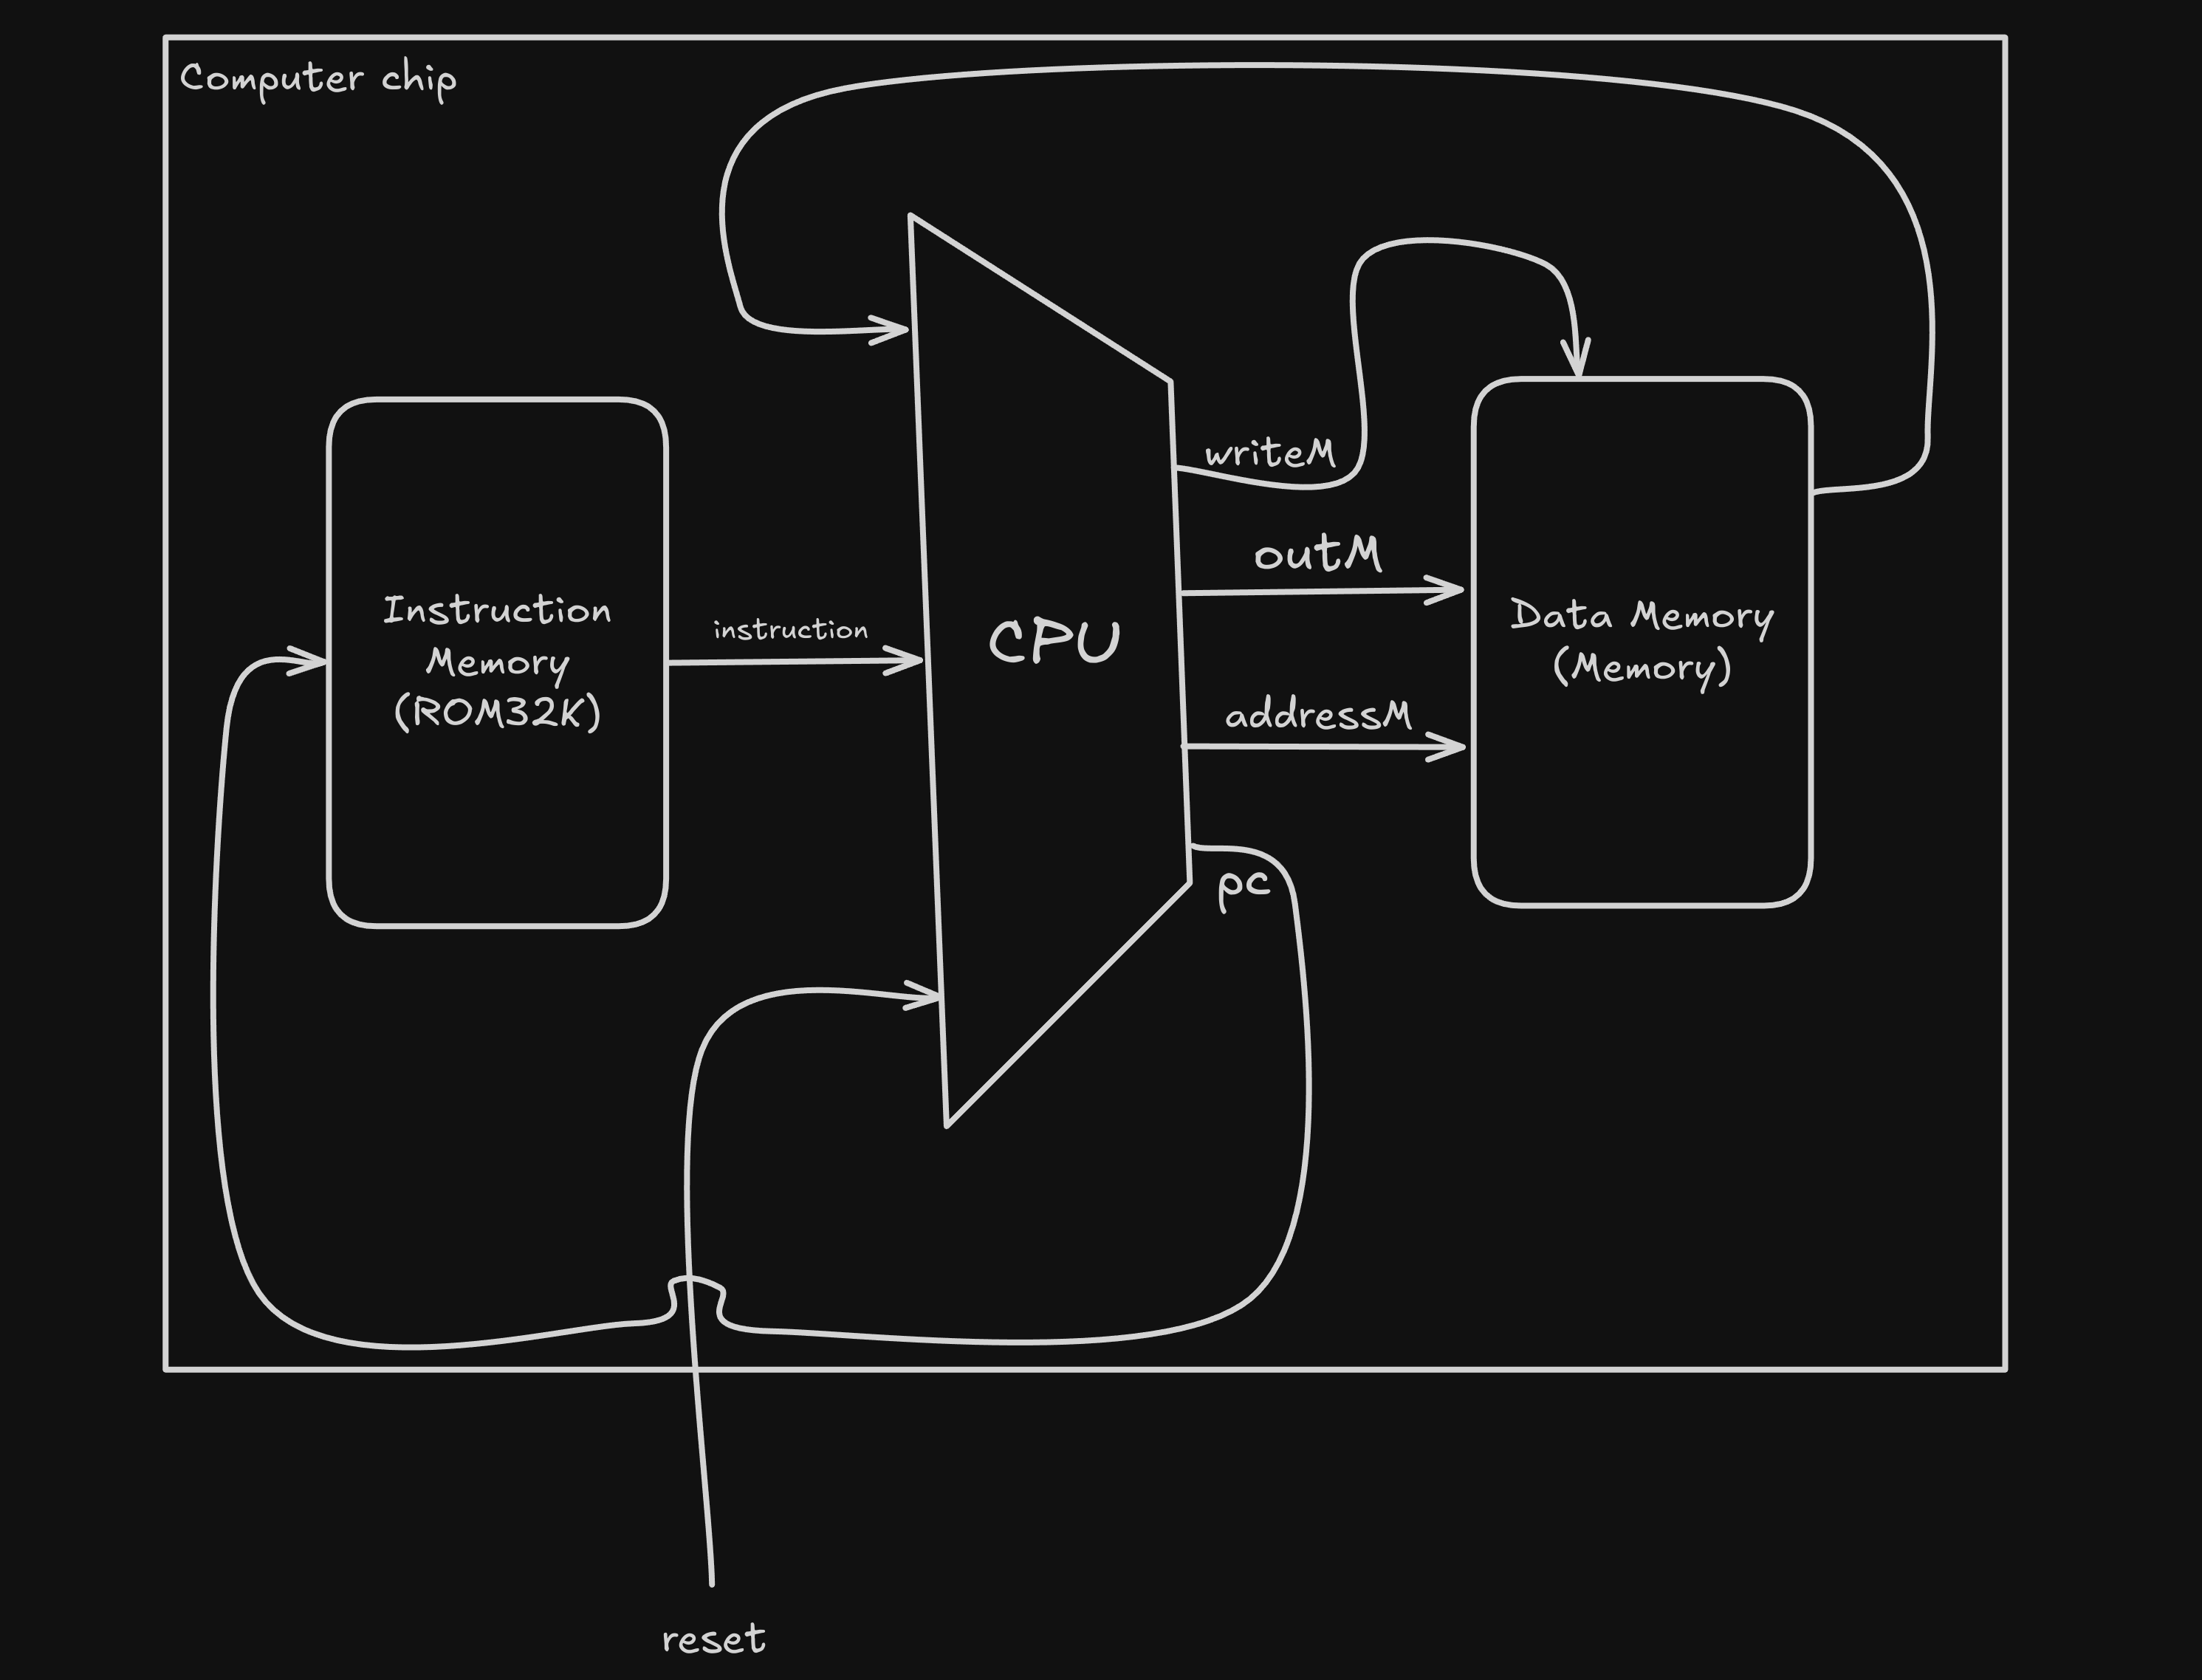 Computer chip
writeM
outM
Instruction
Memory
(ROM32K)
instruction
CPU
Data Memory
(Memory)
addressM
pc
reset